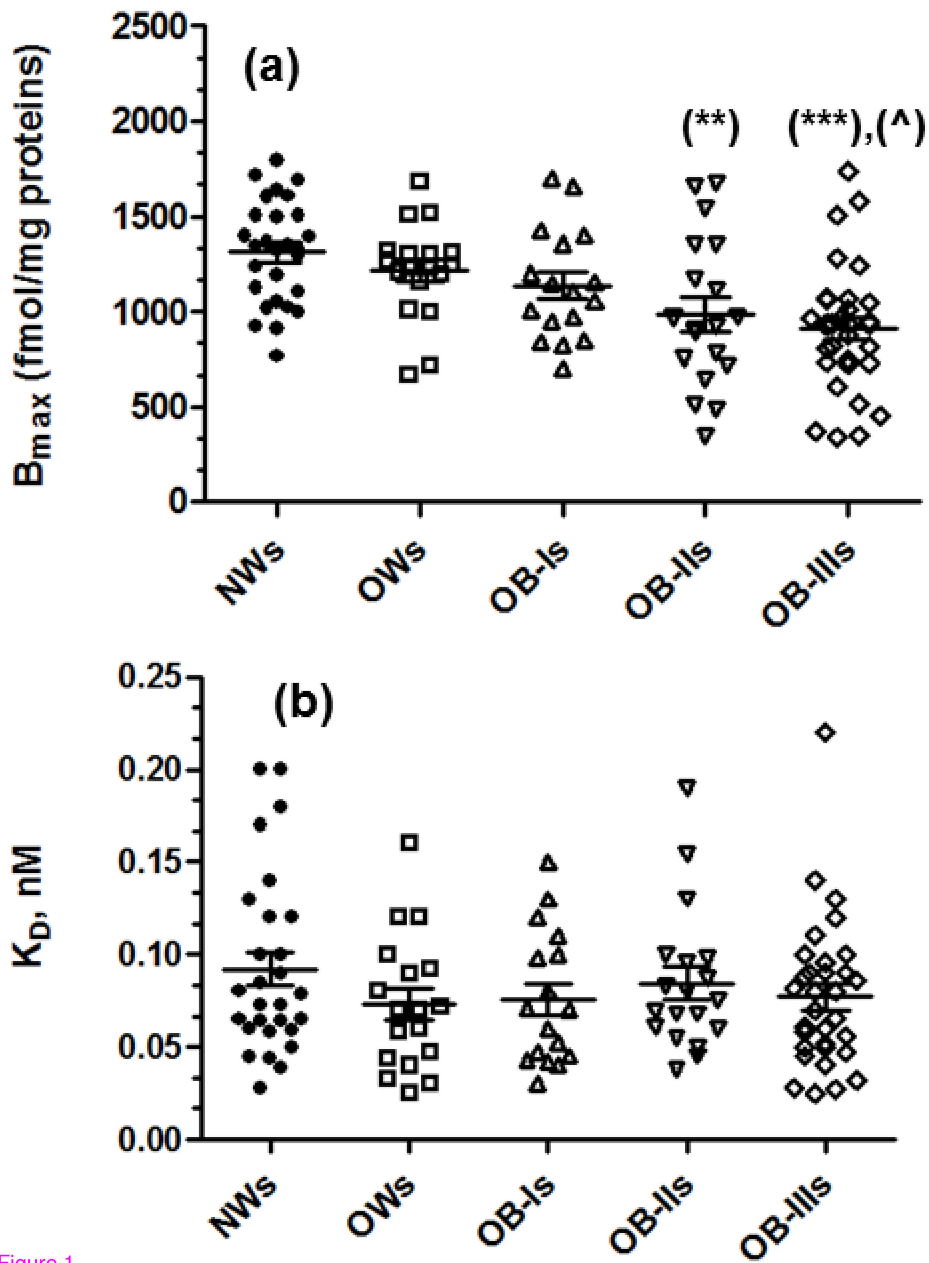 2500
(a)
2000
(**)
(***),(^)
1500
1000
500
0
Bmax (fmol/mg proteins)
NWs
OWs
OB-Is
OB-IIs
OB-IIIs
0.25
(b)
0.20
0.15
0.10
0.05
0.00
KD, nM
NWs
OWs
OB-Is
OB-IIs
OB-IIIs
Figure 1